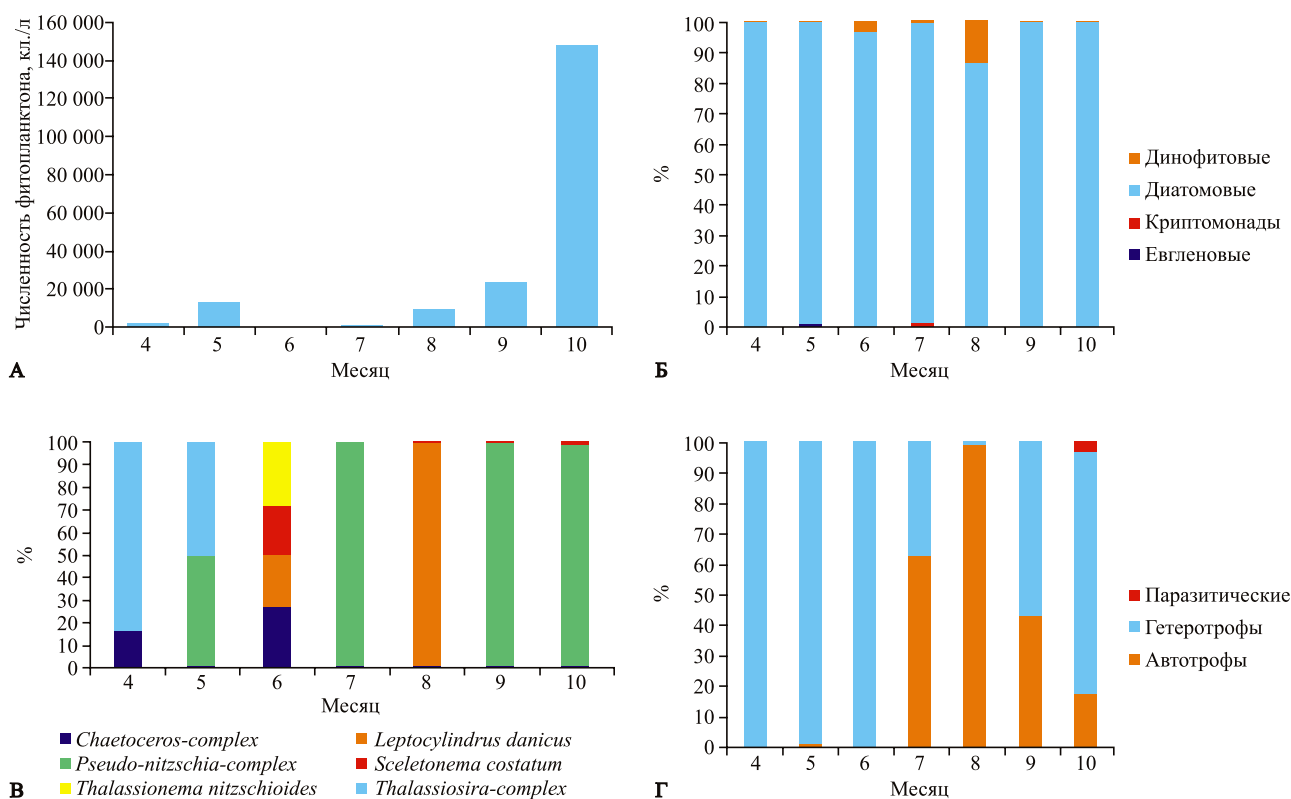 Численность фитопланктона, кл./л
160 000
140 000
120 000
100 000
80 000
60 000
40 000
20 000
0
4 5 6 7 8 9 10
Месяц
А
%
100
90
80
70
60
50
40
30
20
10
0
4 5 6 7 8 9 10
Месяц
Б
Динофитовые
Диатомовые
Криптомонады
Евгленовые
%
100
90
80
70
60
50
40
30
20
10
0
4 5 6 7 8 9 10
Месяц
Chaetoceros-complex
Pseudo-nitzschia-complex
Thalassionema nitzschioides
Leptocylindrus danicus
Sceletonema costatum
Thalassiosira-complex
В
%
100
90
80
70
60
50
40
30
20
10
0
4 5 6 7 8 9 10
Месяц
Г
Паразитические
Гетеротрофы
Автотрофы